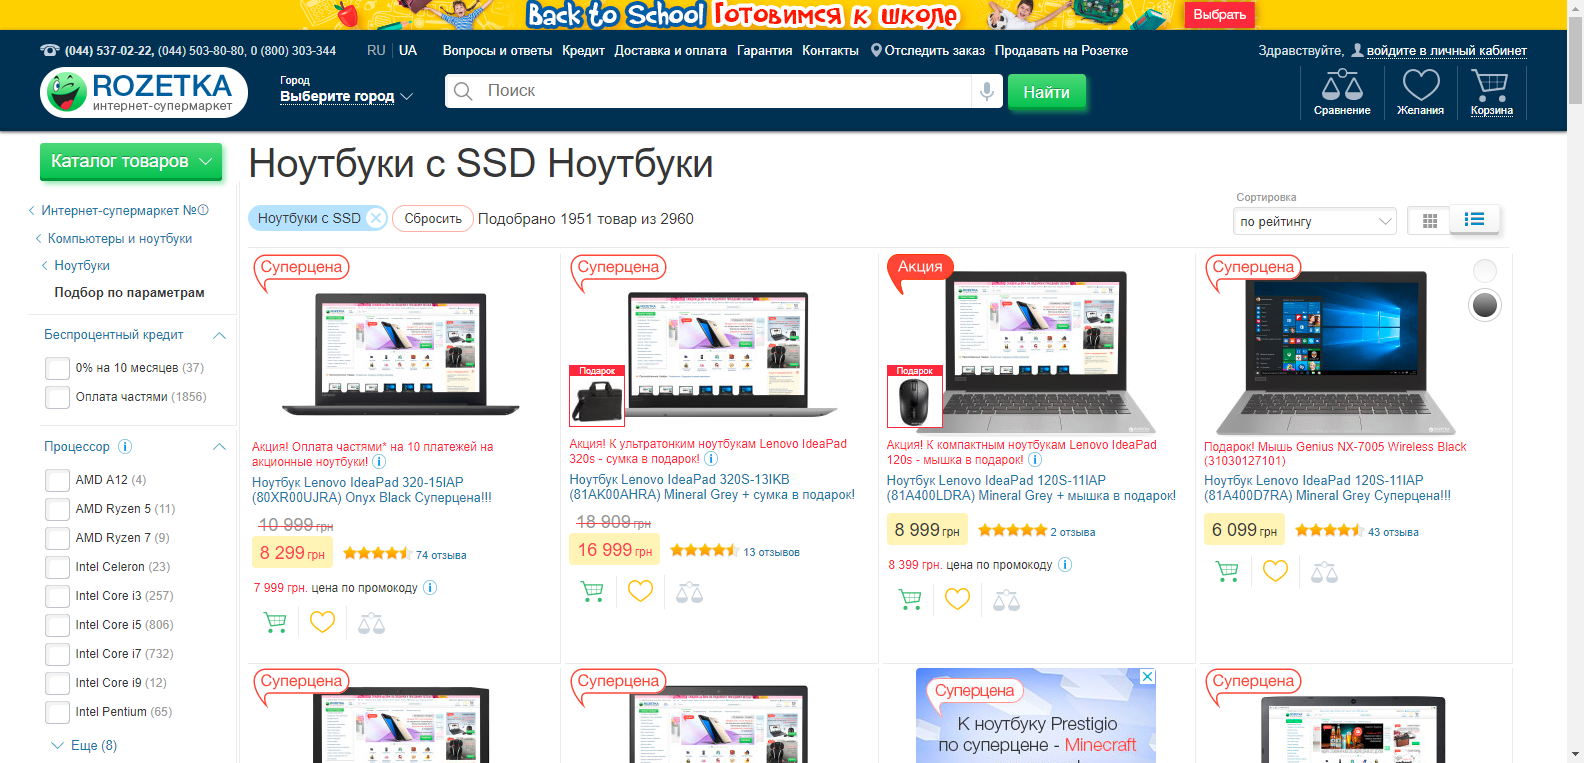 Back to School Готовимся к школе
Выбрать
(044) 537-02-22, (044) 503-80-80, 0 (800) 303-344
RU
UA
Вопросы и ответы
Кредит
Доставка и оплата
Гарантия
Контакты
Отследить заказ
Продавать на Розетке
Здравствуйте,
войдите в личный кабинет
ROZETKA
интернет-супермаркет
Город
Выберите город
Поиск
Найти
Сравнение
Желания
Корзина
Каталог товаров
Ноутбуки с SSD Ноутбуки
Интернет-супермаркет №①
Компьютеры и ноутбуки
Ноутбуки
Подбор по параметрам
Ноутбуки с SSD
Сбросить
Подобрано 1951 товар из 2960
Сортировка
по рейтингу
Беспроцентный кредит
0% на 10 месяцев (37)
Оплата частями (1856)
Процессор
AMD A12 (4)
AMD Ryzen 5 (11)
AMD Ryzen 7 (9)
Intel Celeron (23)
Intel Core i3 (257)
Intel Core i5 (806)
Intel Core i7 (732)
Intel Core i9 (12)
Intel Pentium (65)
Еще (8)
Суперцена
Акция! Оплата частями* на 10 платежей на
акционные ноутбуки!
Ноутбук Lenovo IdeaPad 320-15IAP
(80XR00UJRA) Onyx Black Суперцена!!!
10 999 грн
8 299 грн
74 отзыва
7 999 грн. цена по промокоду
Суперцена
Подарок
Акция! К ультратонким ноутбукам Lenovo IdeaPad
320s - сумка в подарок!
Ноутбук Lenovo IdeaPad 320S-13IKB
(81AK00AHRA) Mineral Grey + сумка в подарок!
18 909 грн
16 999 грн
13 отзывов
Акция
Подарок
Акция! К компактным ноутбукам Lenovo IdeaPad
120s - мышка в подарок!
Ноутбук Lenovo IdeaPad 120S-11IAP
(81A400LDRA) Mineral Grey + мышка в подарок!
8 999 грн
2 отзыва
8 399 грн. цена по промокоду
Суперцена
Подарок! Мышь Genius NX-7005 Wireless Black
(31030127101)
Ноутбук Lenovo IdeaPad 120S-11IAP
(81A400D7RA) Mineral Grey Суперцена!!!
6 099 грн
43 отзыва
Суперцена
ROZETKA
Суперцена
ROZETKA
Суперцена
К ноутбуку Prestigio
по суперцене - Minecraft
Суперцена
ROZETKA